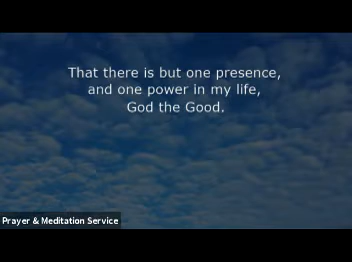 That there is but one presence,
and one power in my life,
God the Good.
Prayer & Meditation Service